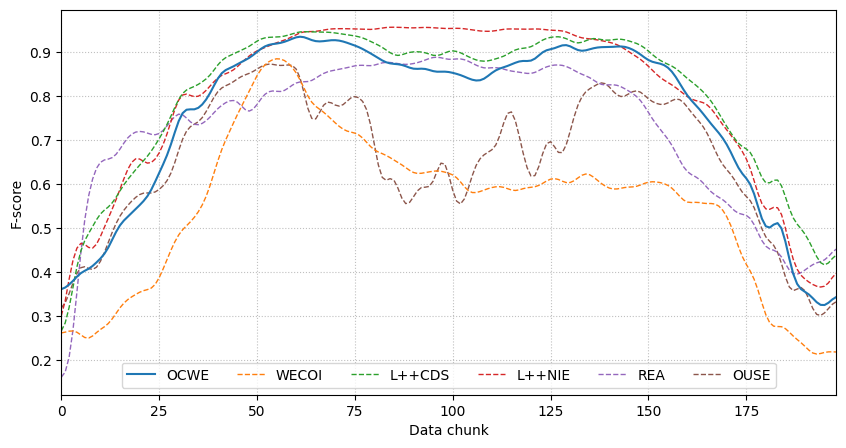 0.9
0.8
0.7
0.6
0.5
0.4
0.3
0.2
F-score
OCWE WECOI L++CDS L++NIE REA OUSE
0 25 50 75 100 125 150 175
Data chunk